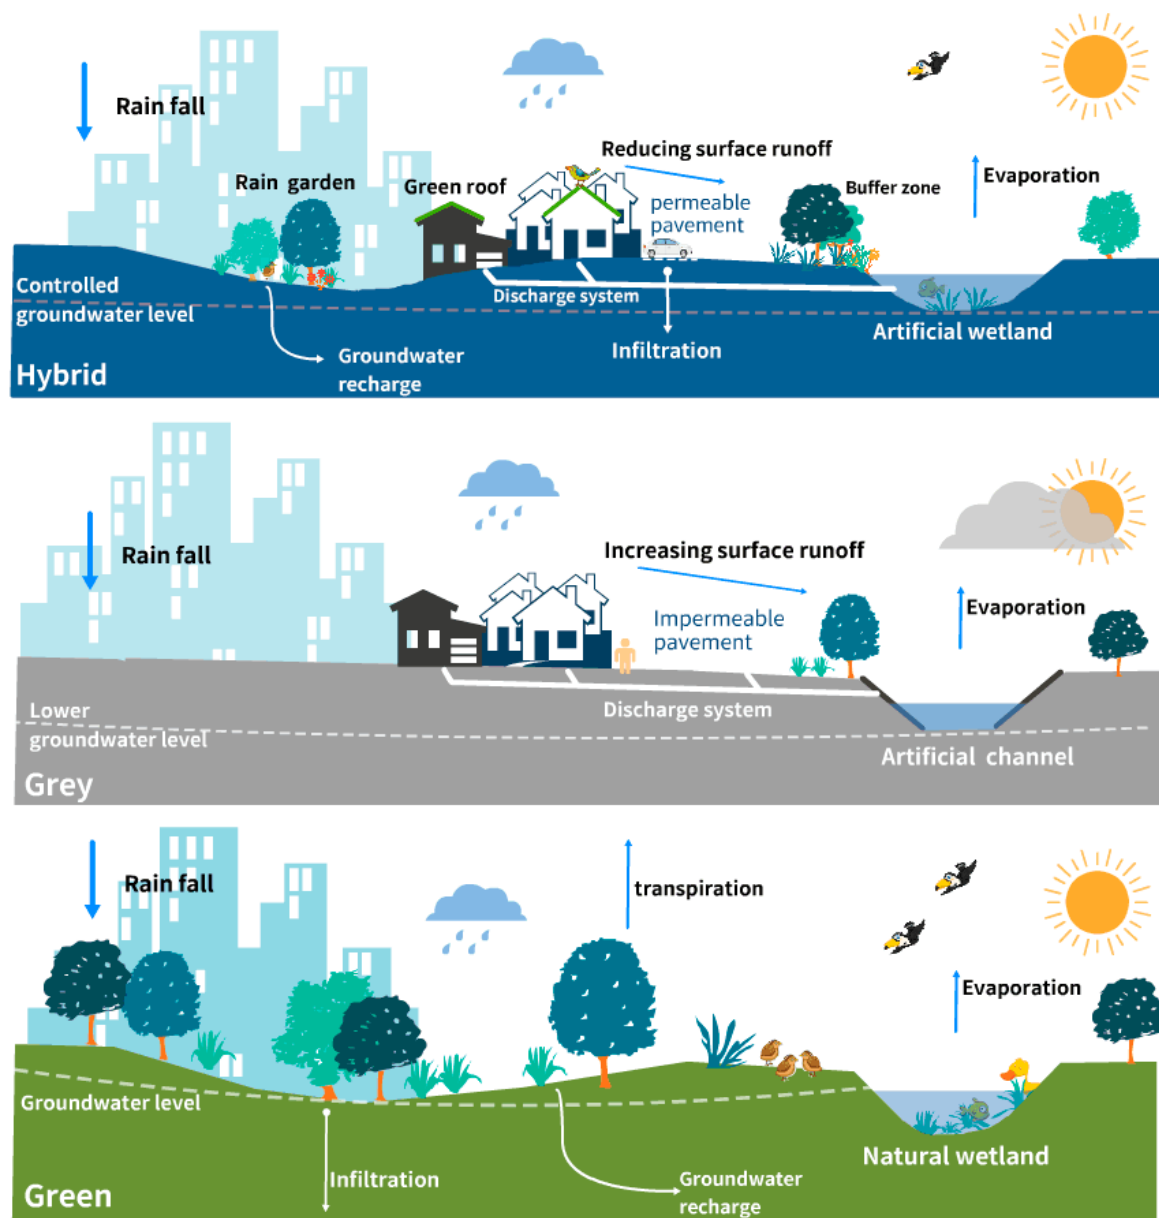 Rain fall
Rain garden
Green roof
Reducing surface runoff
permeable
pavement
Buffer zone
Evaporation
Controlled
groundwater level
Discharge system
Infiltration
Artificial wetland
Groundwater
recharge
Hybrid
Rain fall
Increasing surface runoff
Impermeable
pavement
Evaporation
Lower
groundwater level
Discharge system
Artificial channel
Grey
Rain fall
transpiration
Evaporation
Groundwater level
Natural wetland
Infiltration
Groundwater
recharge
Green